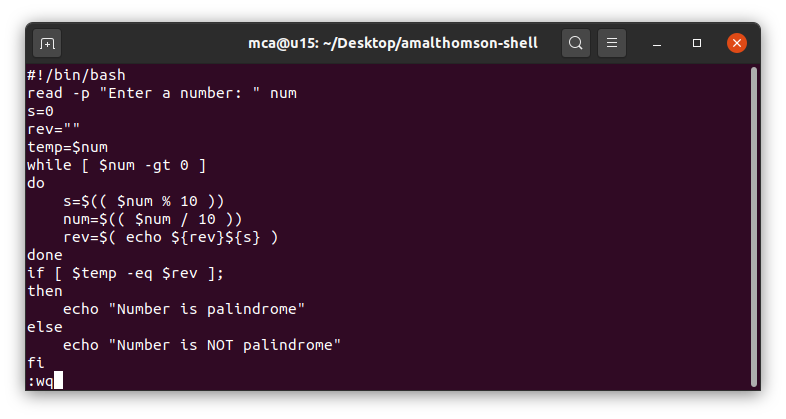 mca@u15: ~/Desktop/amalthomson-shell
#!/bin/bash
read -p "Enter a number: " num
s=0
rev=""
temp=$num
while [ $num -gt 0 ]
do
    s=$(( $num % 10 ))
    num=$(( $num / 10 ))
    rev=$( echo ${rev}${s} )
done
if [ $temp -eq $rev ];
then
    echo "Number is palindrome"
else
    echo "Number is NOT palindrome"
fi
:wq